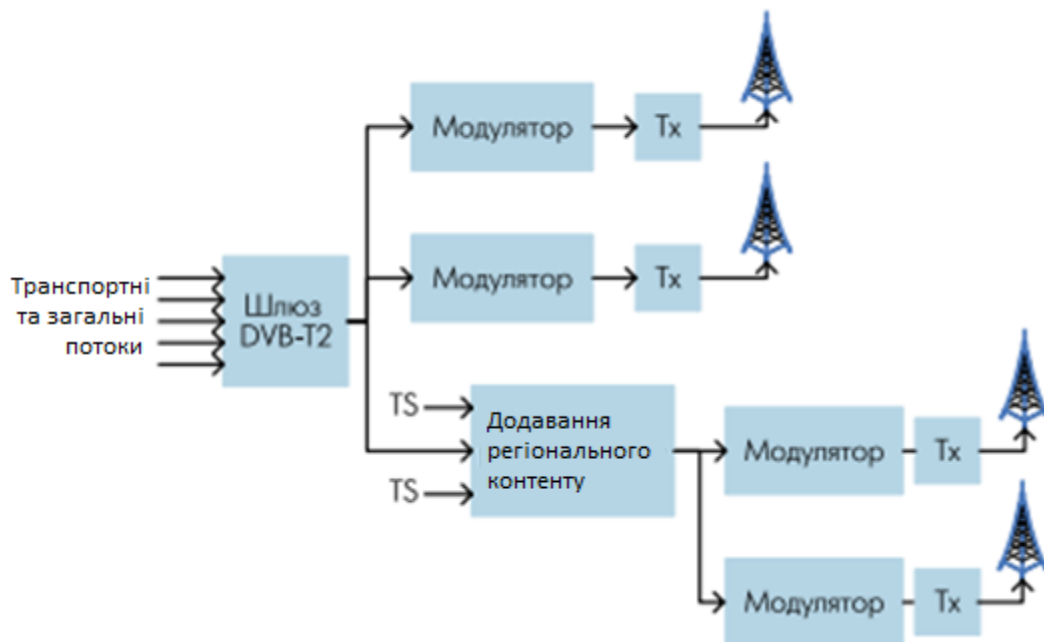 Модулятор
Tx
Модулятор
Tx
Транспортні
та загальні
потоки
Шлюз
DVB-T2
TS
Додавання
регіонального
контенту
TS
Модулятор
Tx
Модулятор
Tx